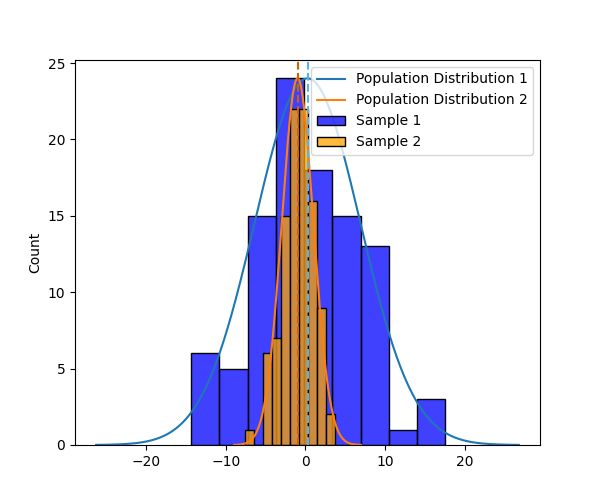 25
20
15
10
5
0
Count
−20
−10
0
10
20
Population Distribution 1
Population Distribution 2
Sample 1
Sample 2